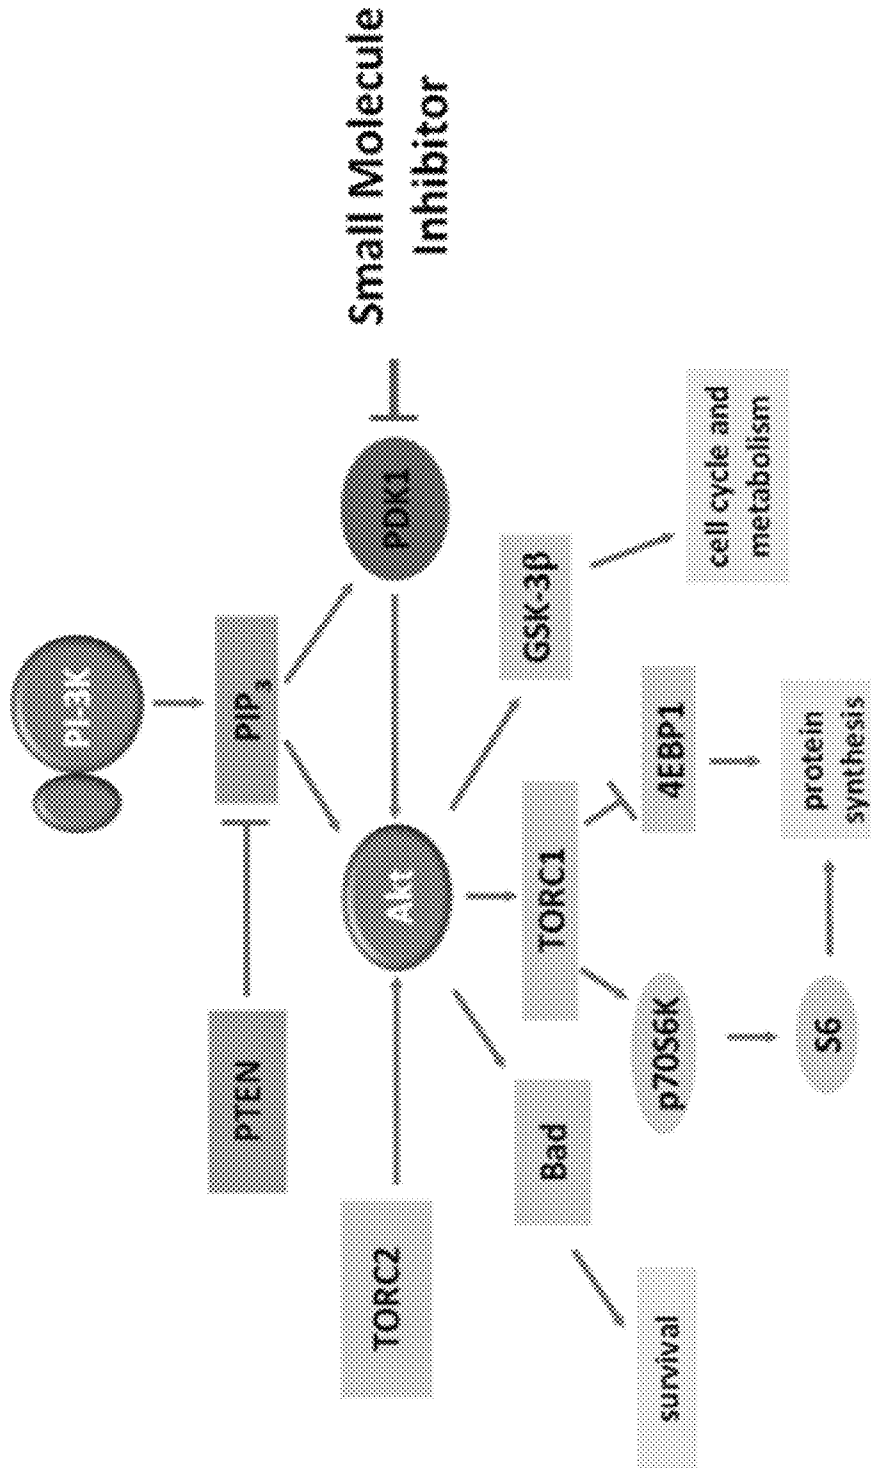 PI-3K
PTEN
PIP3
TORC2
Akt
PDK1
Small Molecule
Inhibitor
Bad
TORC1
GSK-3β
survival
p70S6K
4EBP1
cell cycle and
metabolism
S6
protein
synthesis